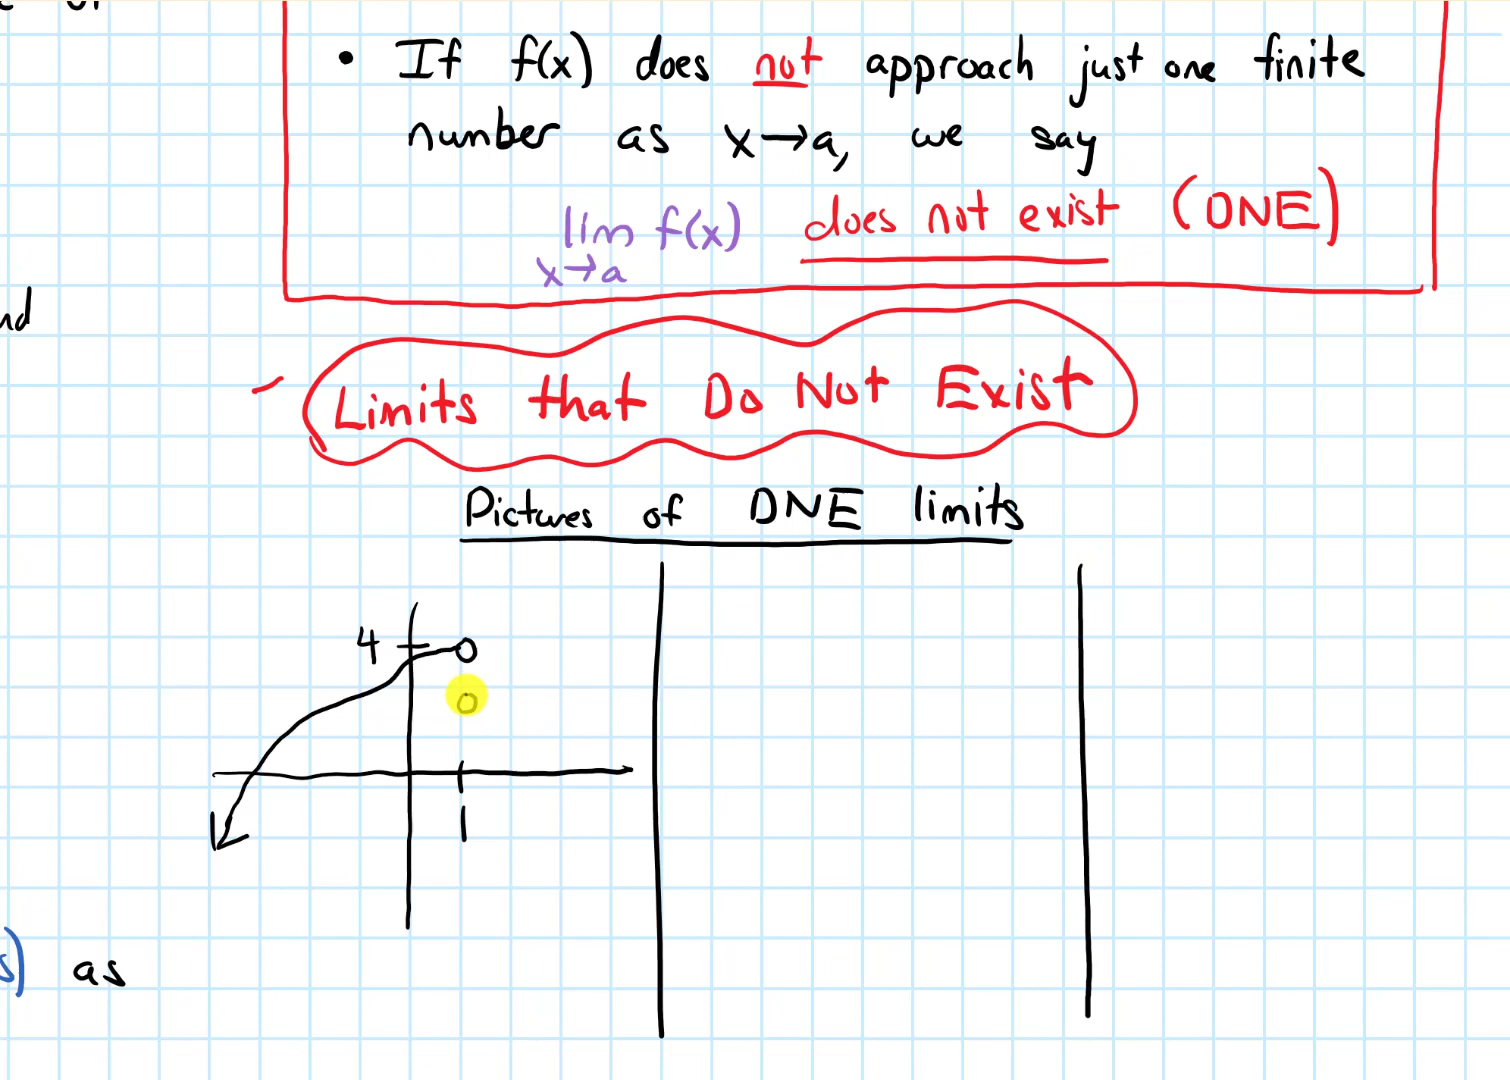 • If f(x) does not approach just one finite
number as x→a, we say
lim f(x) does not exist (DNE)
x→a
Limits that Do Not Exist
Pictures of DNE limits
4
1
as